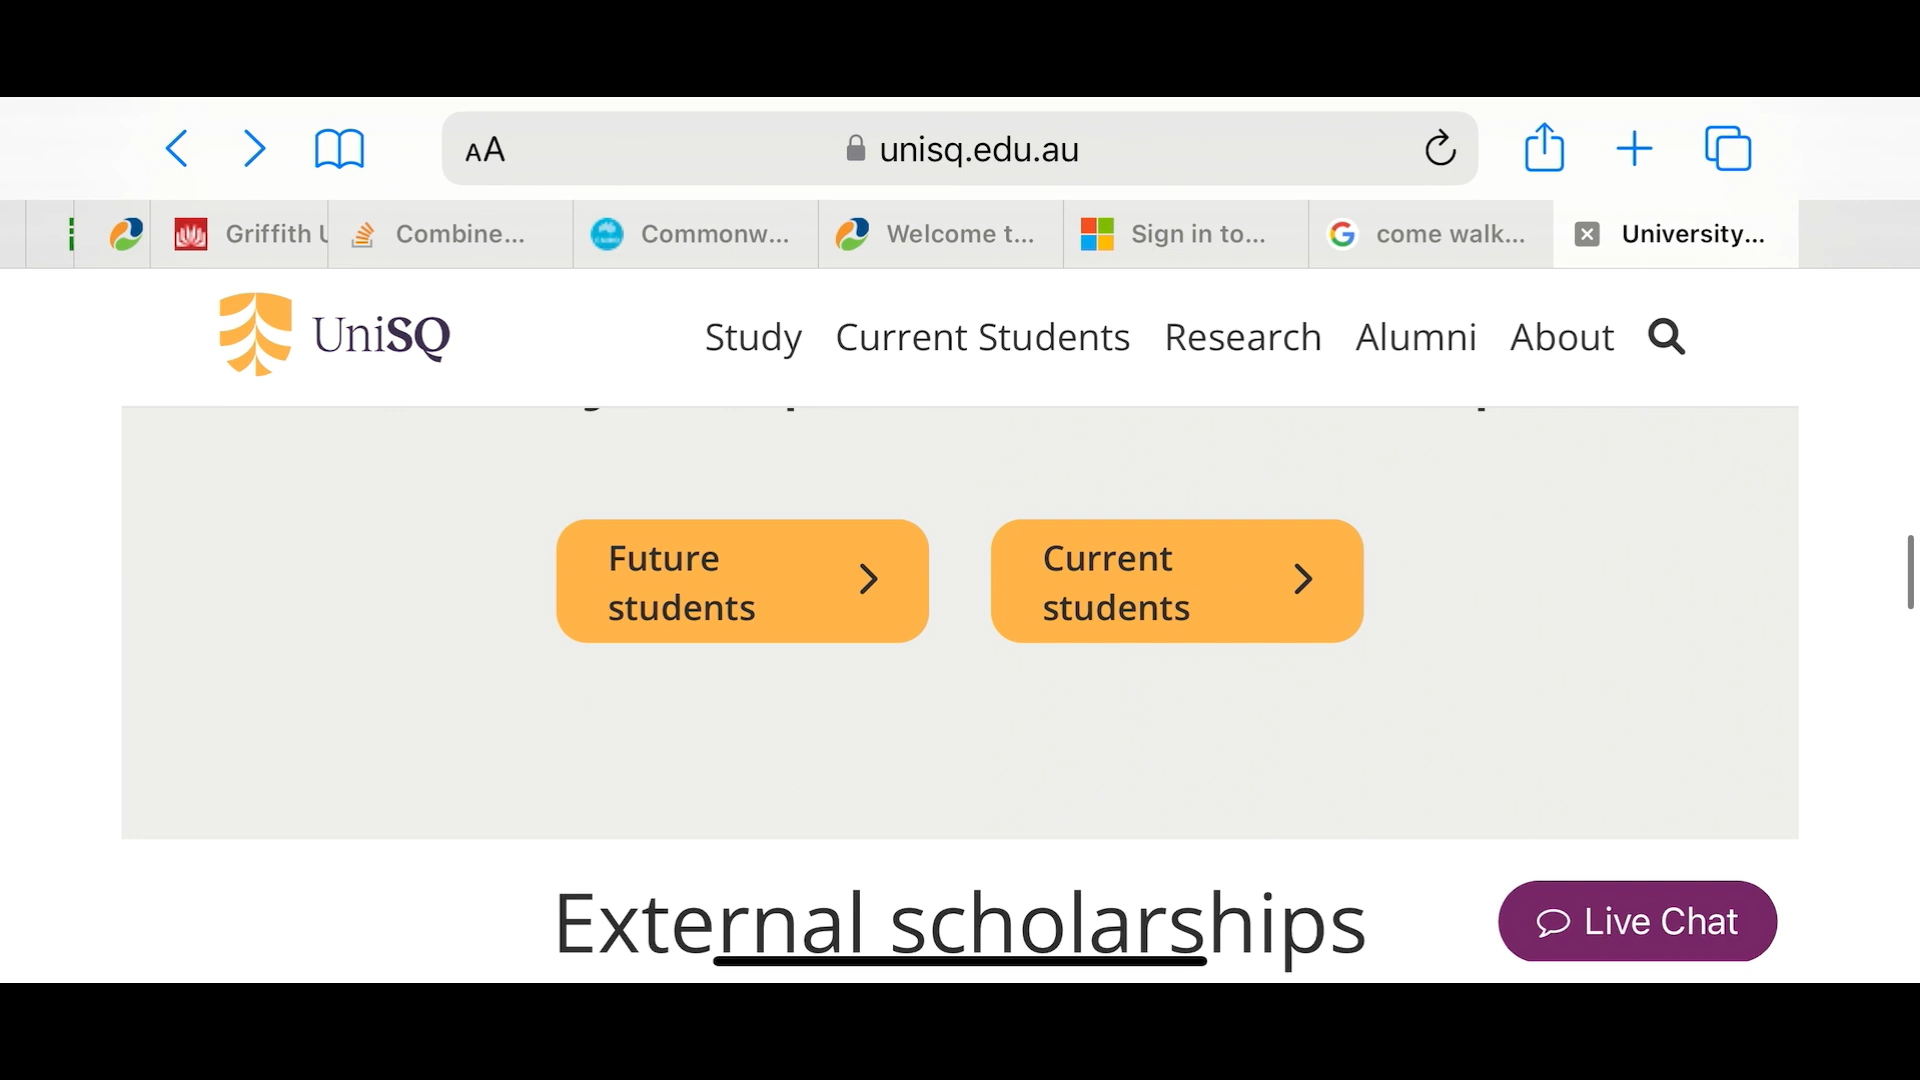 AA unisq.edu.au
Griffith U Combine... Commonw... Welcome t... Sign in to... come walk... University...
UniSQ Study Current Students Research Alumni About
Future
students
Current
students
External scholarships
Live Chat